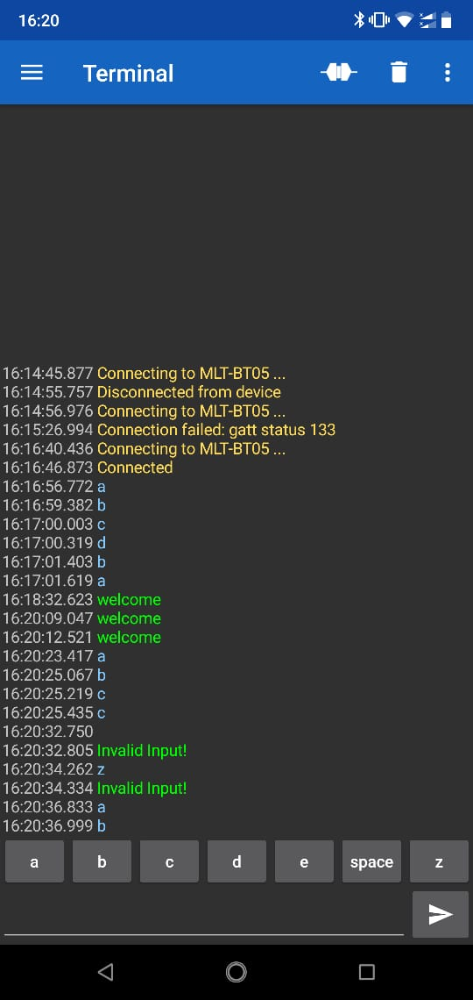 16:20
Terminal
16:14:45.877 Connecting to MLT-BT05 ...
16:14:55.757 Disconnected from device
16:14:56.976 Connecting to MLT-BT05 ...
16:15:26.994 Connection failed: gatt status 133
16:16:40.436 Connecting to MLT-BT05 ...
16:16:46.873 Connected
16:16:56.772 a
16:16:59.382 b
16:17:00.003 c
16:17:00.319 d
16:17:01.403 b
16:17:01.619 a
16:18:32.623 welcome
16:20:09.047 welcome
16:20:12.521 welcome
16:20:23.417 a
16:20:25.067 b
16:20:25.219 c
16:20:25.435 c
16:20:32.750
16:20:32.805 Invalid Input!
16:20:34.262 z
16:20:34.334 Invalid Input!
16:20:36.833 a
16:20:36.999 b
a b c d e space z